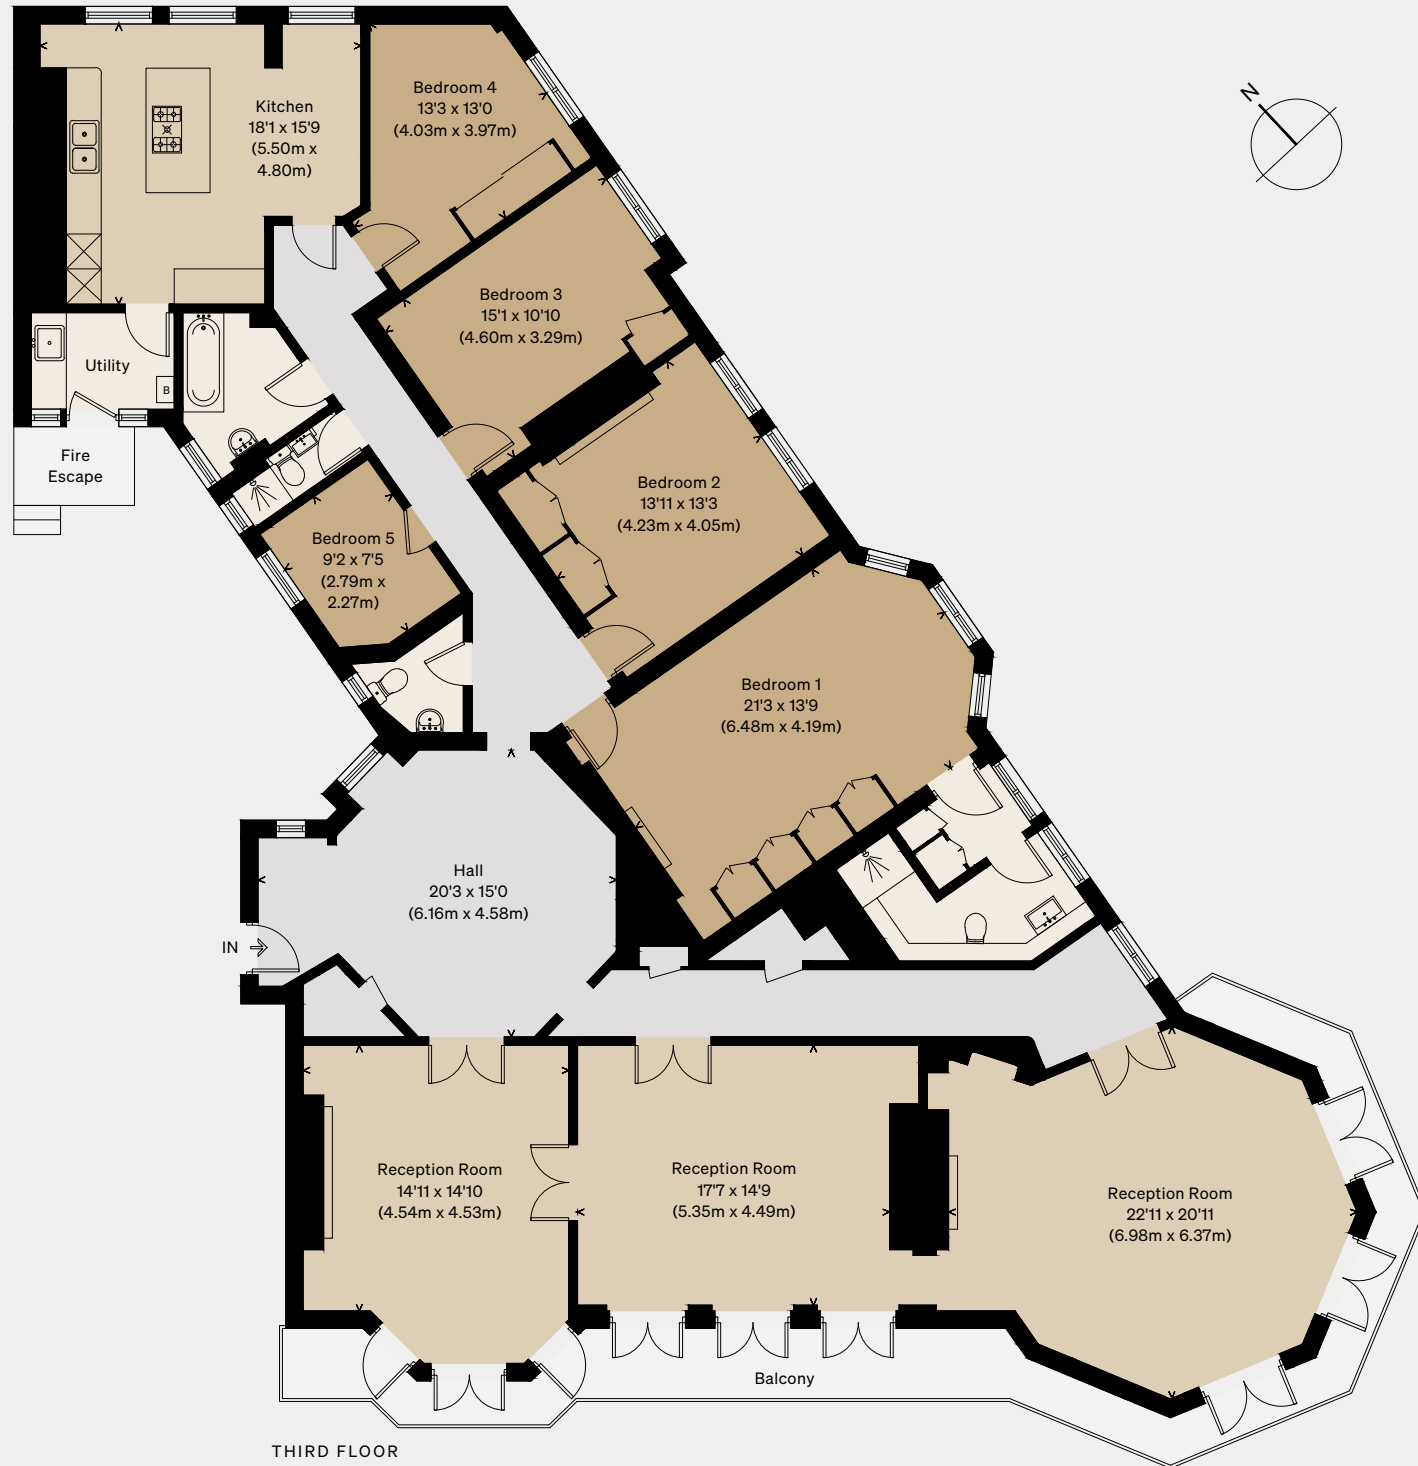 N
Kitchen
18'1 x 15'9
(5.50m x
4.80m)
Bedroom 4
13'3 x 13'0
(4.03m x 3.97m)
Bedroom 3
15'1 x 10'10
(4.60m x 3.29m)
Utility
B
Fire
Escape
Bedroom 2
13'11 x 13'3
(4.23m x 4.05m)
Bedroom 5
9'2 x 7'5
(2.79m x
2.27m)
Bedroom 1
21'3 x 13'9
(6.48m x 4.19m)
Hall
20'3 x 15'0
(6.16m x 4.58m)
IN
Reception Room
14'11 x 14'10
(4.54m x 4.53m)
Reception Room
17'7 x 14'9
(5.35m x 4.49m)
Reception Room
22'11 x 20'11
(6.98m x 6.37m)
Balcony
THIRD FLOOR